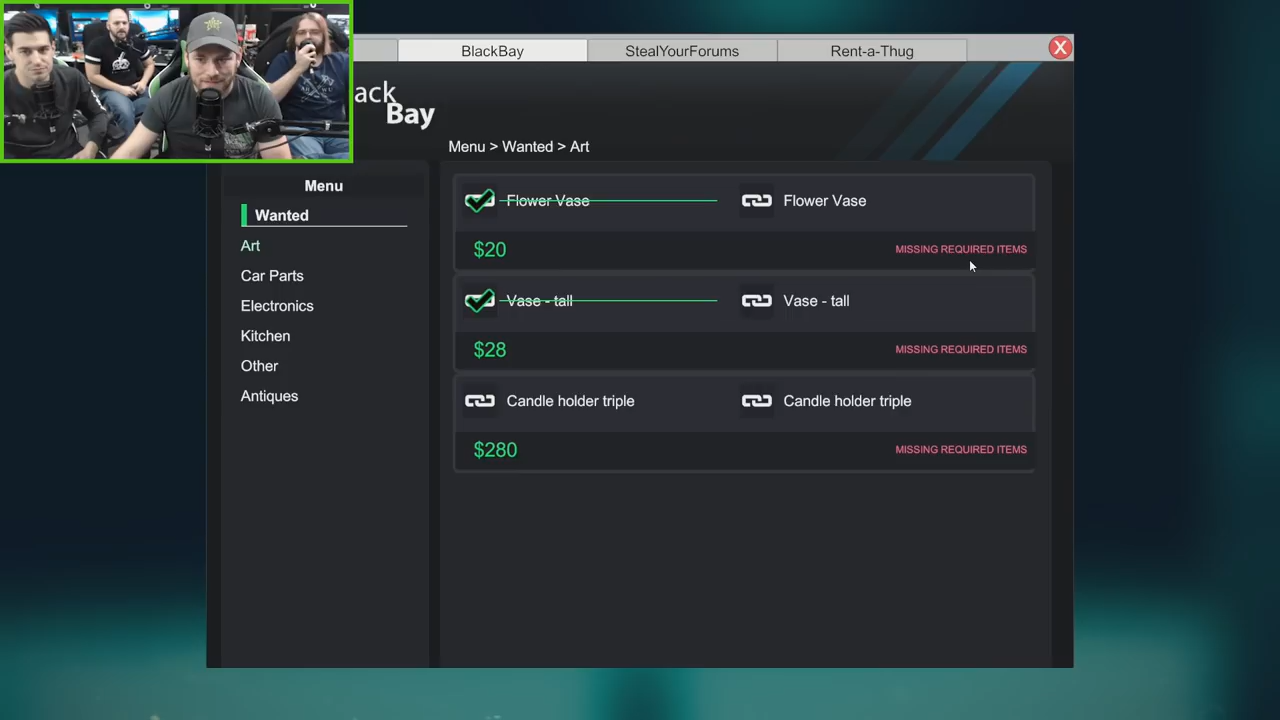 BlackBay
StealYourForums
Rent-a-Thug
X
ack
Bay
Menu > Wanted > Art
Menu
Wanted
Art
Car Parts
Electronics
Kitchen
Other
Antiques
Flower Vase
Flower Vase
$20
MISSING REQUIRED ITEMS
Vase - tall
Vase - tall
$28
MISSING REQUIRED ITEMS
Candle holder triple
Candle holder triple
$280
MISSING REQUIRED ITEMS